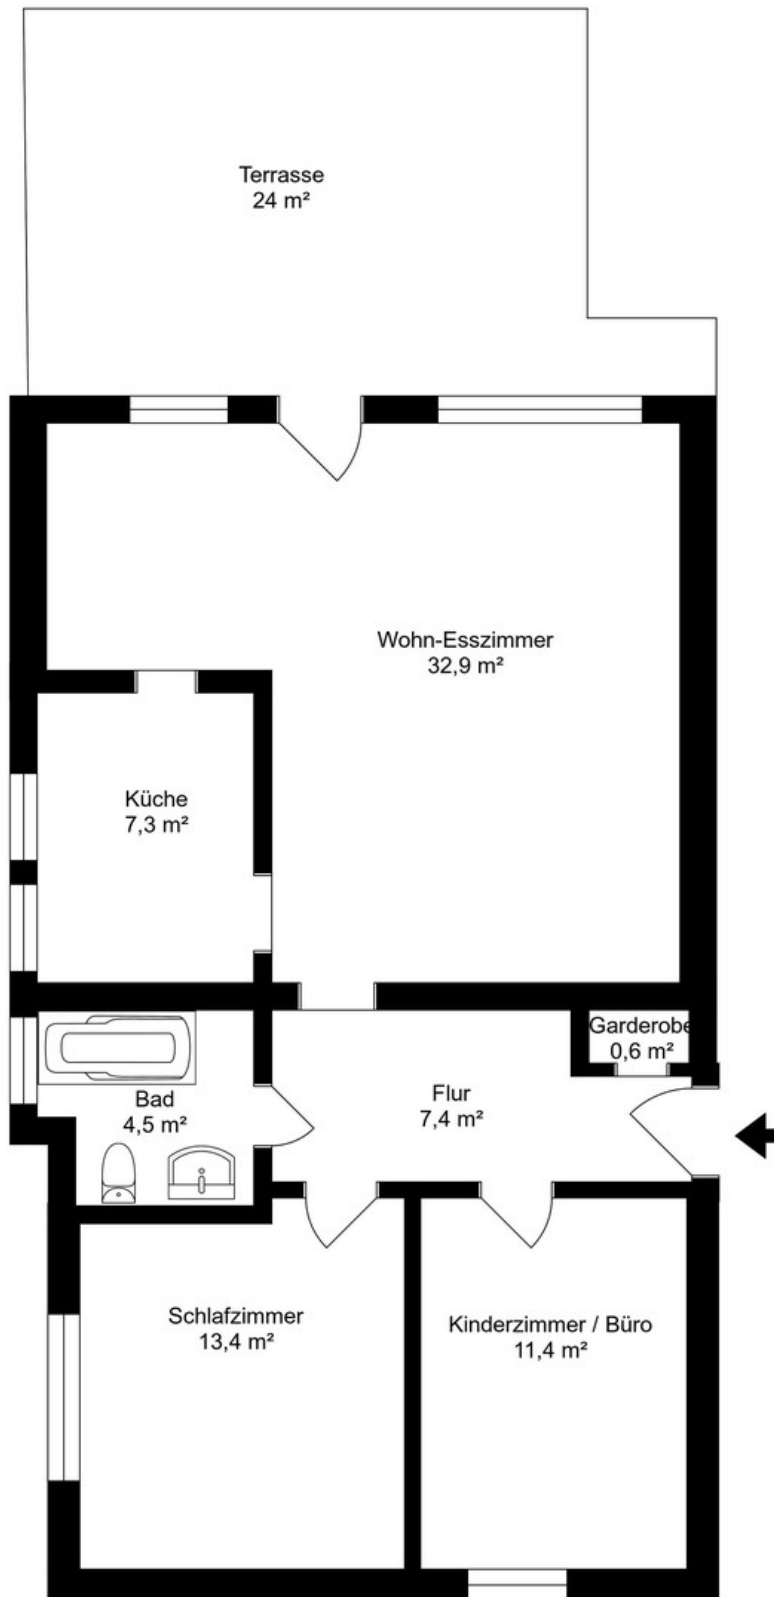 Terrasse
24 m²
Wohn-Esszimmer
32,9 m²
Küche
7,3 m²
Garderobe
0,6 m²
Flur
7,4 m²
Bad
4,5 m²
Schlafzimmer
13,4 m²
Kinderzimmer / Büro
11,4 m²